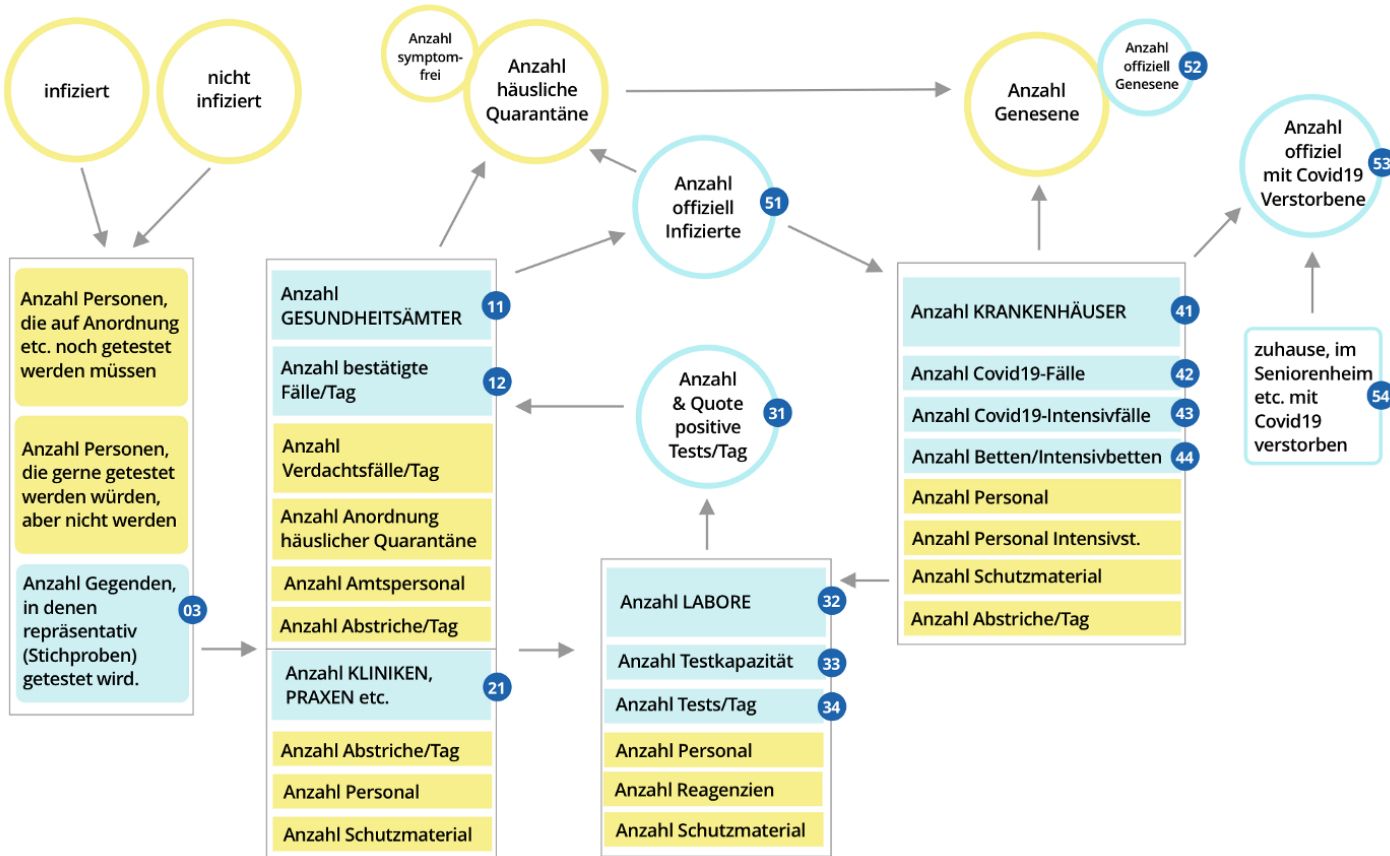 infiziert
nicht
infiziert
Anzahl
symptom-
frei
Anzahl
häusliche
Quarantäne
Anzahl
Genesene
Anzahl
offiziell
Genesene
52
Anzahl
offiziel
mit Covid19
Verstorbene
53
Anzahl
offiziell
Infizierte
51
Anzahl Personen,
die auf Anordnung
etc. noch getestet
werden müssen
Anzahl Personen,
die gerne getestet
werden würden,
aber nicht werden
Anzahl Gegenden,
in denen
repräsentativ
(Stichproben)
getestet wird.
03
Anzahl
GESUNDHEITSÄMTER
11
Anzahl bestätigte
Fälle/Tag
12
Anzahl
Verdachtsfälle/Tag
Anzahl Anordnung
häuslicher Quarantäne
Anzahl Amtspersonal
Anzahl Abstriche/Tag
Anzahl KLINIKEN,
PRAXEN etc.
21
Anzahl Abstriche/Tag
Anzahl Personal
Anzahl Schutzmaterial
Anzahl
& Quote
positive
Tests/Tag
31
Anzahl LABORE
32
Anzahl Testkapazität
33
Anzahl Tests/Tag
34
Anzahl Personal
Anzahl Reagenzien
Anzahl Schutzmaterial
Anzahl KRANKENHÄUSER
41
Anzahl Covid19-Fälle
42
Anzahl Covid19-Intensivfälle
43
Anzahl Betten/Intensivbetten
44
Anzahl Personal
Anzahl Personal Intensivst.
Anzahl Schutzmaterial
Anzahl Abstriche/Tag
zuhause, im
Seniorenheim
etc. mit
Covid19
verstorben
54